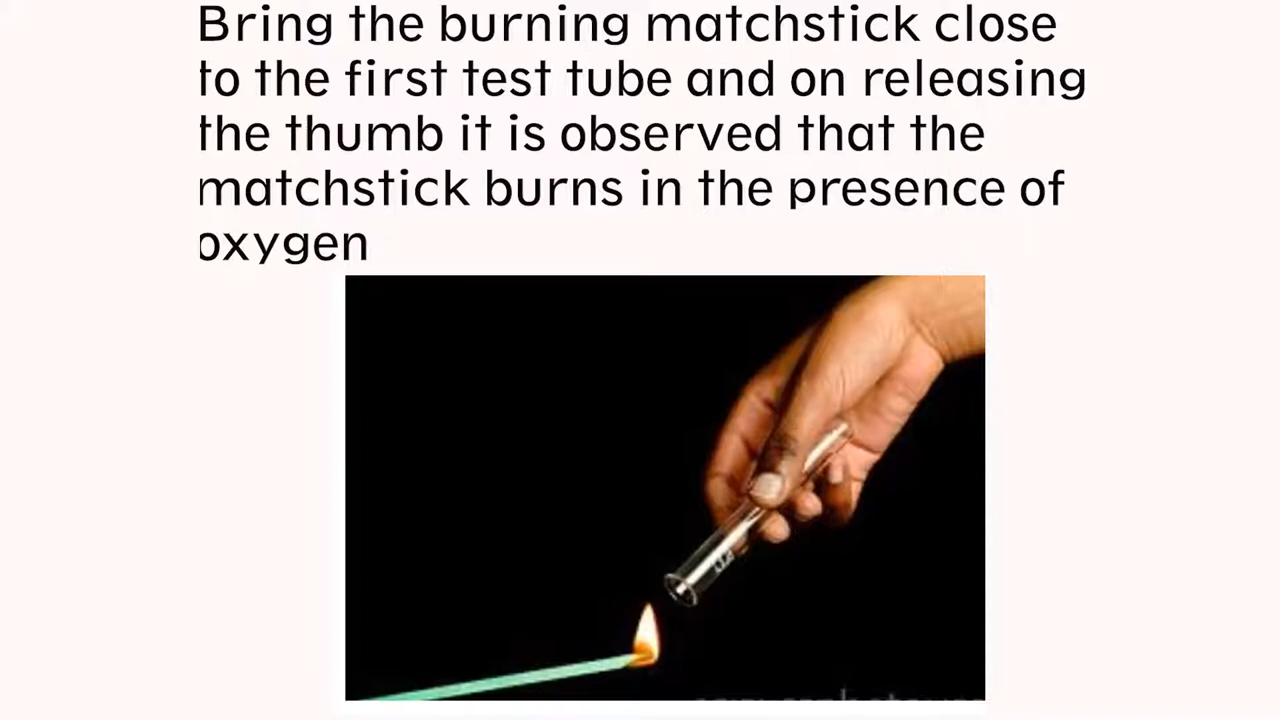 Bring the burning matchstick close
to the first test tube and on releasing
the thumb it is observed that the
matchstick burns in the presence of
oxygen